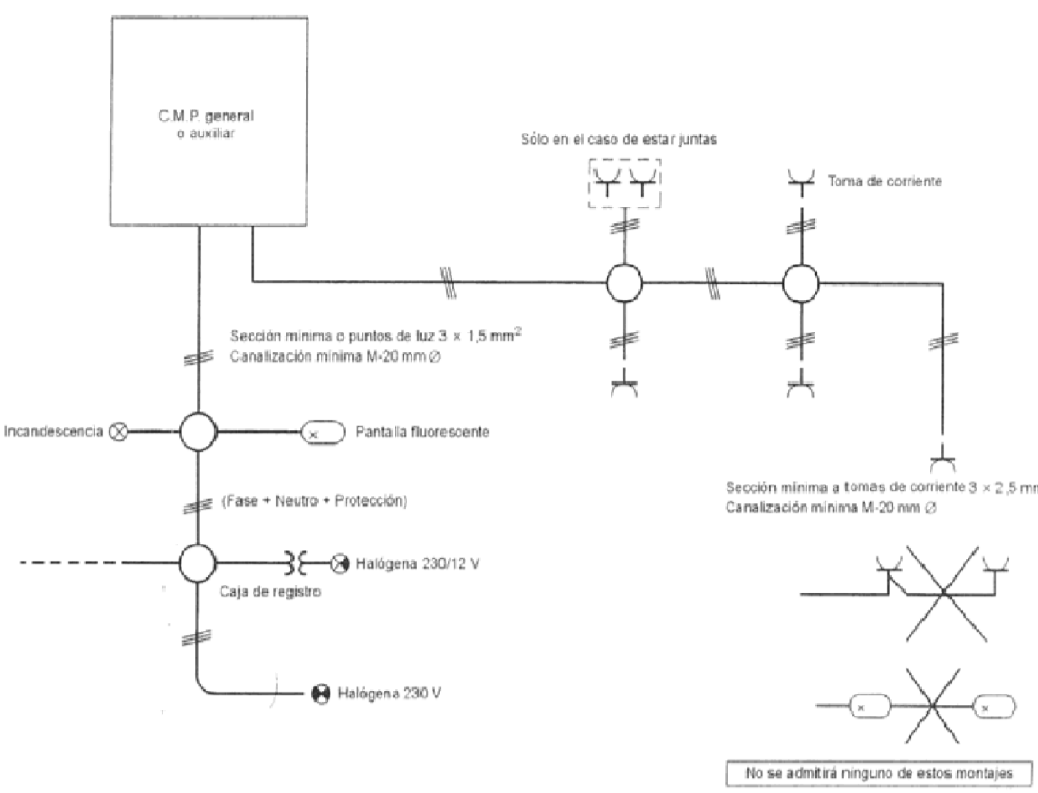 C.M.P. general
o auxiliar
Sólo en el caso de estar juntas
Toma de corriente
Sección mínima o puntos de luz 3 × 1,5 mm²
Canalización mínima M-20 mm ∅
Incandescencia
Pantalla fluorescente
Sección mínima a tomas de corriente 3 × 2,5 m
Canalización mínima M-20 mm ∅
(Fase + Neutro + Protección)
Halógena 230/12 V
Caja de registro
Halógena 230 V
No se admitirá ninguno de estos montajes